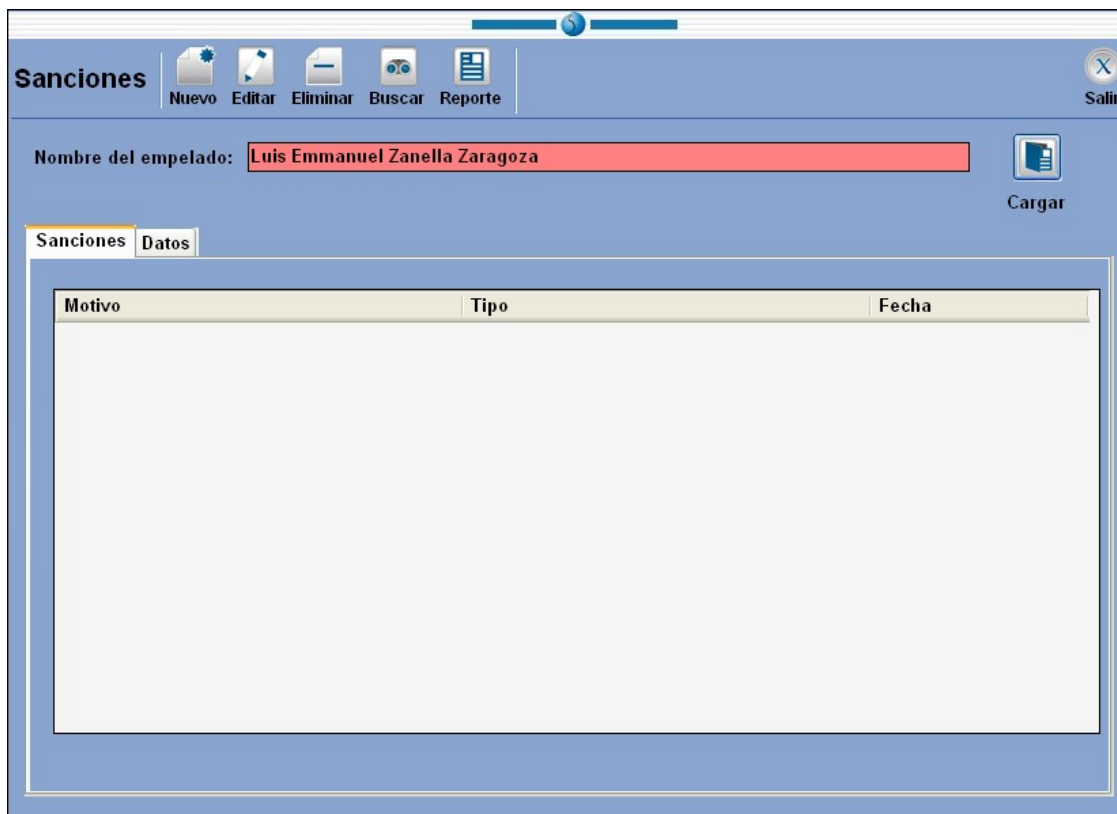 Sanciones
Nuevo Editar Eliminar Buscar Reporte
X
Salir
Nombre del empelado: Luis Emmanuel Zanella Zaragoza
Cargar
Sanciones Datos
Motivo Tipo Fecha